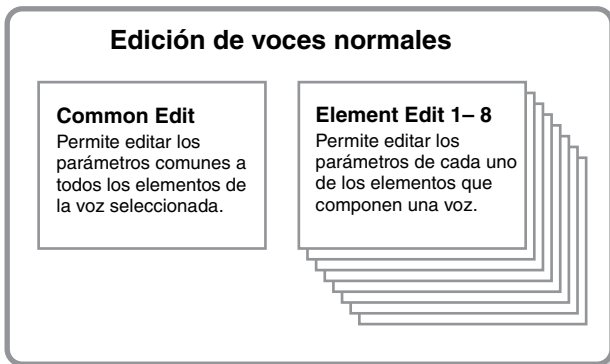 Edición de voces normales
Common Edit
Permite editar los
parámetros comunes a
todos los elementos de
la voz seleccionada.
Element Edit 1– 8
Permite editar los
parámetros de cada uno
de los elementos que
componen una voz.